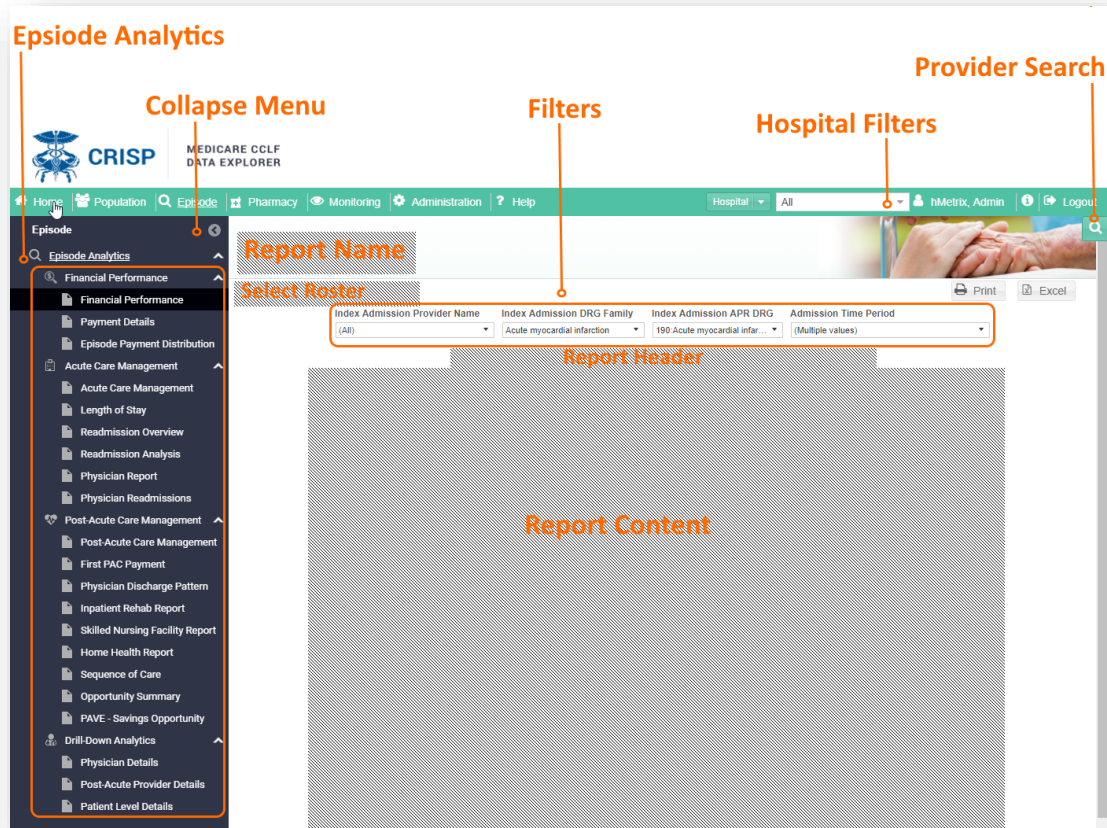 Epsiode Analytics
Provider Search
Collapse Menu
Filters
Hospital Filters
CRISP
MEDICARE CCLF
DATA EXPLORER
Home Population Episode Pharmacy Monitoring Administration ? Help Hospital All hMetrix, Admin Logout
Episode
Episode Analytics
Financial Performance
Financial Performance
Payment Details
Episode Payment Distribution
Acute Care Management
Acute Care Management
Length of Stay
Readmission Overview
Readmission Analysis
Physician Report
Physician Readmissions
Post-Acute Care Management
Post-Acute Care Management
First PAC Payment
Physician Discharge Pattern
Inpatient Rehab Report
Skilled Nursing Facility Report
Home Health Report
Sequence of Care
Opportunity Summary
PAVE - Savings Opportunity
Drill-Down Analytics
Physician Details
Post-Acute Provider Details
Patient Level Details
Report Name
Select Roster
Print Excel
Index Admission Provider Name Index Admission DRG Family Index Admission APR DRG Admission Time Period
(All) Acute myocardial infarction 190:Acute myocardial infar... (Multiple values)
Report Header
Report Content